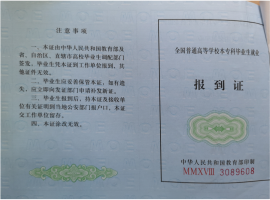 注意事项
一、本证由中华人民共和国教育部及
省、自治区、直辖市高校毕业生调配部门
签发。毕业生凭本证到工作单位报到,其
他证件无效。
二、毕业生应妥善保管本证,如有遗
失,应立即向发证部门申请补发新证。
三、毕业生报到后,持本证及接收单
位有关证明到当地公安部门报户口,本证
交工作单位留存。
四、本证涂改无效。
全国普通高等学校本专科毕业生就业
报到证
中华人民共和国教育部印制
MMXVIII 3089608